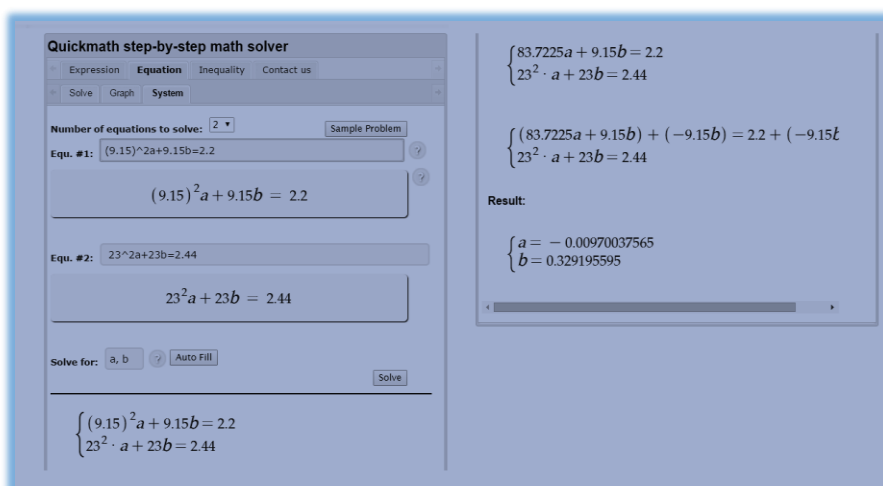 Quickmath step-by-step math solver
Expression Equation Inequality Contact us
Solve Graph System
Number of equations to solve: 2
Sample Problem
Equ. #1: (9.15)^2a+9.15b=2.2 ?
?
(9.15)²a + 9.15b = 2.2
Equ. #2: 23^2a+23b=2.44
23²a + 23b = 2.44
Solve for: a, b ? Auto Fill
Solve
(9.15)²a + 9.15b = 2.2
23² · a + 23b = 2.44
83.7225a + 9.15b = 2.2
23² · a + 23b = 2.44
(83.7225a + 9.15b) + (−9.15b) = 2.2 + (−9.15
23² · a + 23b = 2.44
Result:
a = − 0.00970037565
b = 0.329195595